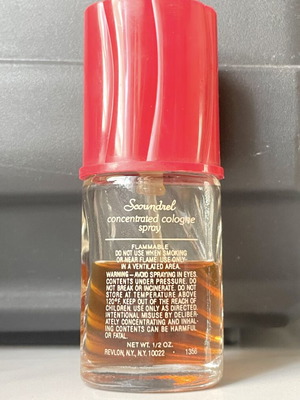 Scoundrel
concentrated cologne
spray
FLAMMABLE
DO NOT USE WHEN SMOKING
OR NEAR FLAME. USE ONLY
IN A VENTILATED AREA.
WARNING—AVOID SPRAYING IN EYES.
CONTENTS UNDER PRESSURE. DO
NOT BREAK OR INCINERATE. DO NOT
STORE AT TEMPERATURE ABOVE
120°F. KEEP OUT OF THE REACH OF
CHILDREN. USE ONLY AS DIRECTED.
INTENTIONAL MISUSE BY DELIBER-
ATELY CONCENTRATING AND INHAL-
ING CONTENTS CAN BE HARMFUL
OR FATAL.
NET WT. 1/2 OZ.
REVLON, N.Y., N.Y. 10022 1356